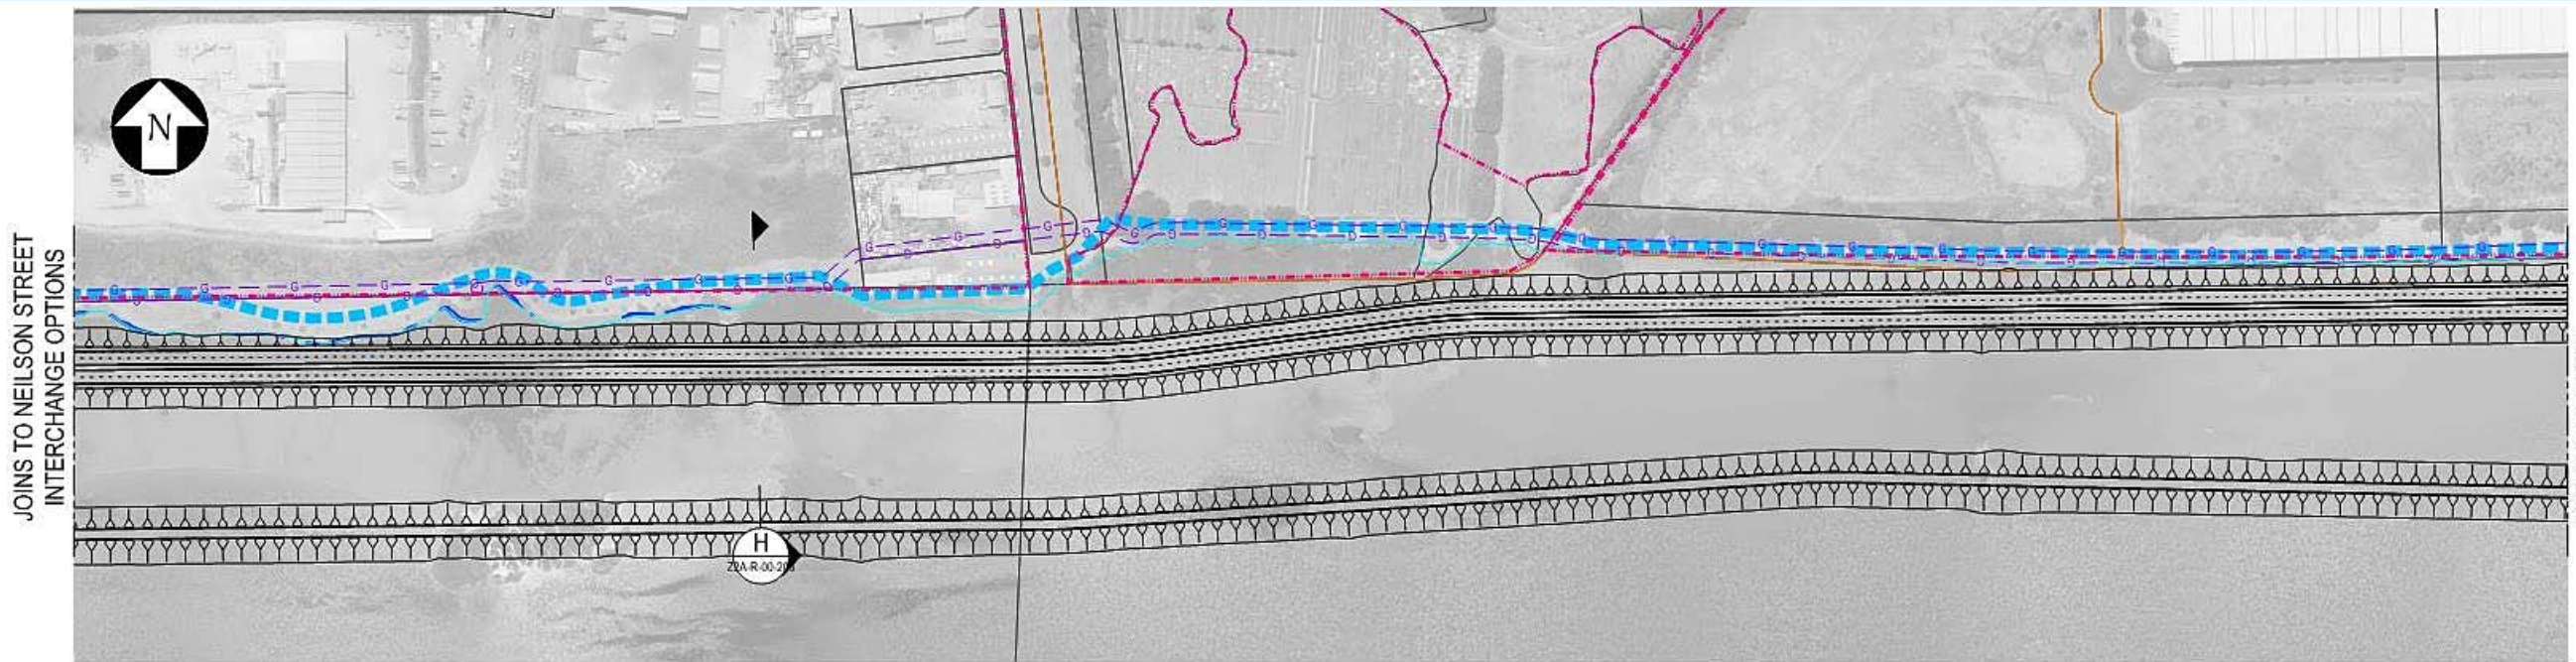 JOINS TO NEILSON STREET
INTERCHANGE OPTIONS
N
H